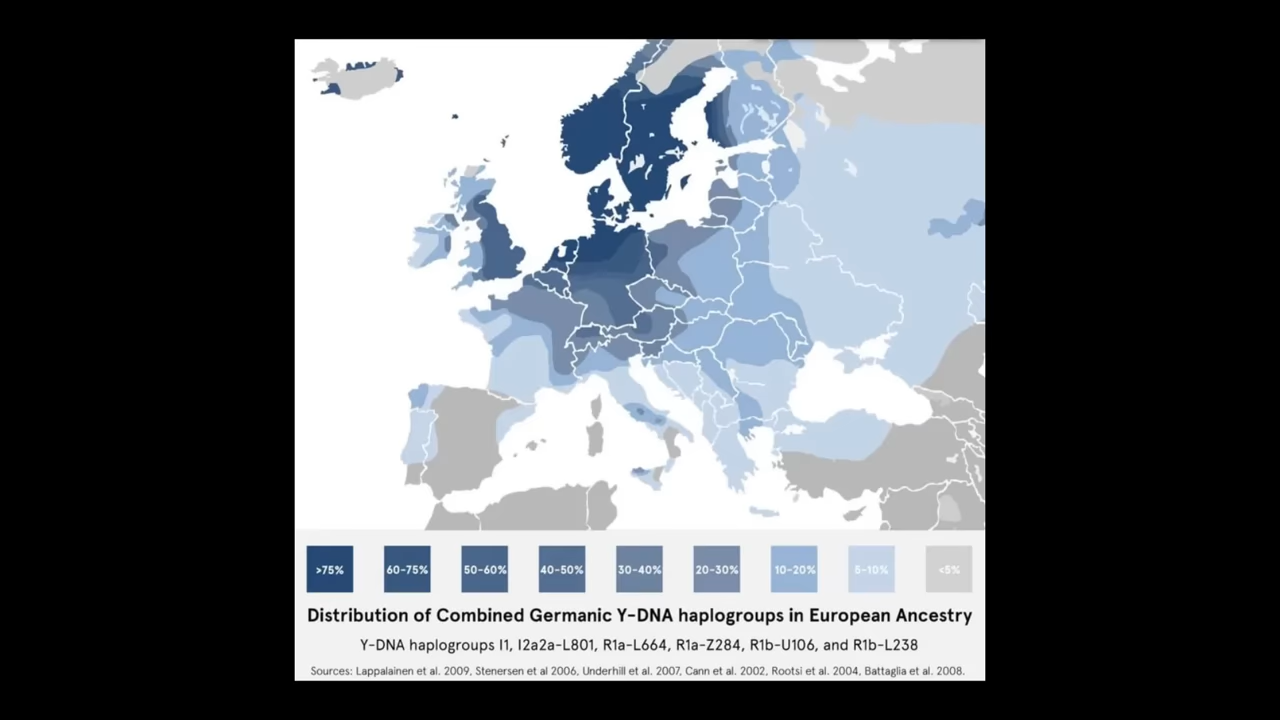 >75% 60-75% 50-60% 40-50% 30-40% 20-30% 10-20% 5-10% <5%
Distribution of Combined Germanic Y-DNA haplogroups in European Ancestry
Y-DNA haplogroups I1, I2a2a-L801, R1a-L664, R1a-Z284, R1b-U106, and R1b-L238
Sources: Lappalainen et al. 2009, Stenersen et al 2006, Underhill et al. 2007, Cann et al. 2002, Rootsi et al. 2004, Battaglia et al. 2008.